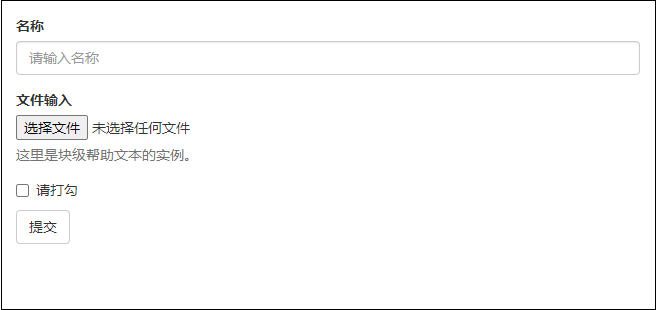 名称
请输入名称
文件输入
选择文件 未选择任何文件
这里是块级帮助文本的实例。
请打勾
提交